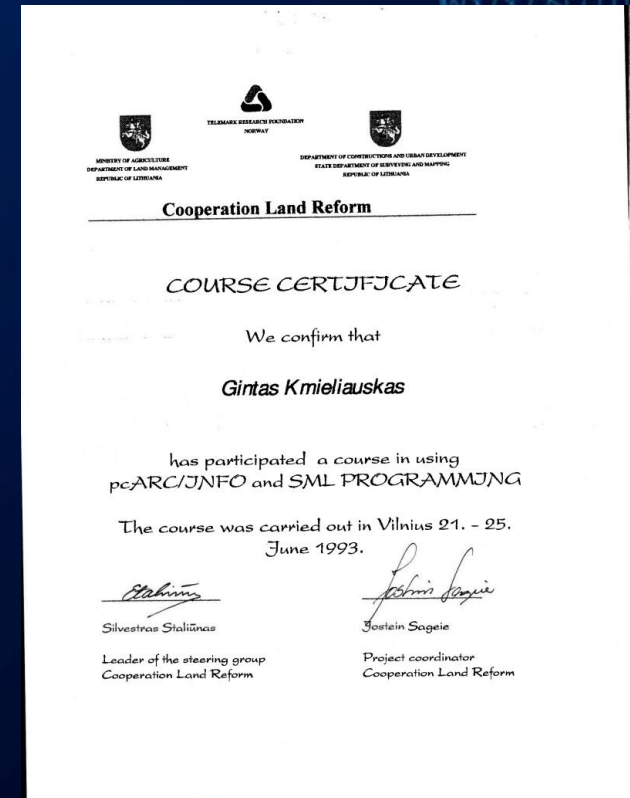 TELEMARK RESEARCH FOUNDATION
NORWAY
MINISTRY OF AGRICULTURE
DEPARTMENT OF LAND MANAGEMENT
REPUBLIC OF LITHUANIA
DEPARTMENT OF CONSTRUCTIONS AND URBAN DEVELOPMENT
STATE DEPARTMENT OF SURVEYING AND MAPPING
REPUBLIC OF LITHUANIA
Cooperation Land Reform
COURSE CERTIFICATE
We confirm that
Gintas Kmieliauskas
has participated a course in using
pcARC/INFO and SML PROGRAMMING
The course was carried out in Vilnius 21. - 25.
June 1993.
Silvestras Staliūnas
Jostein Sageie
Leader of the steering group
Cooperation Land Reform
Project coordinator
Cooperation Land Reform